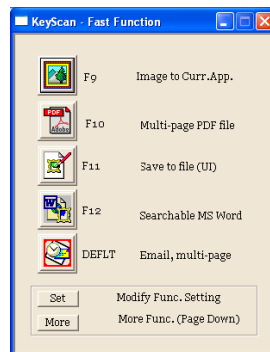 KeyScan - Fast Function
F9 Image to Curr.App.
PDF
Adobe
F10 Multi-page PDF file
F11 Save to file (UI)
W
F12 Searchable MS Word
DEFLT Email, multi-page
Set Modify Func. Setting
More More Func. (Page Down)